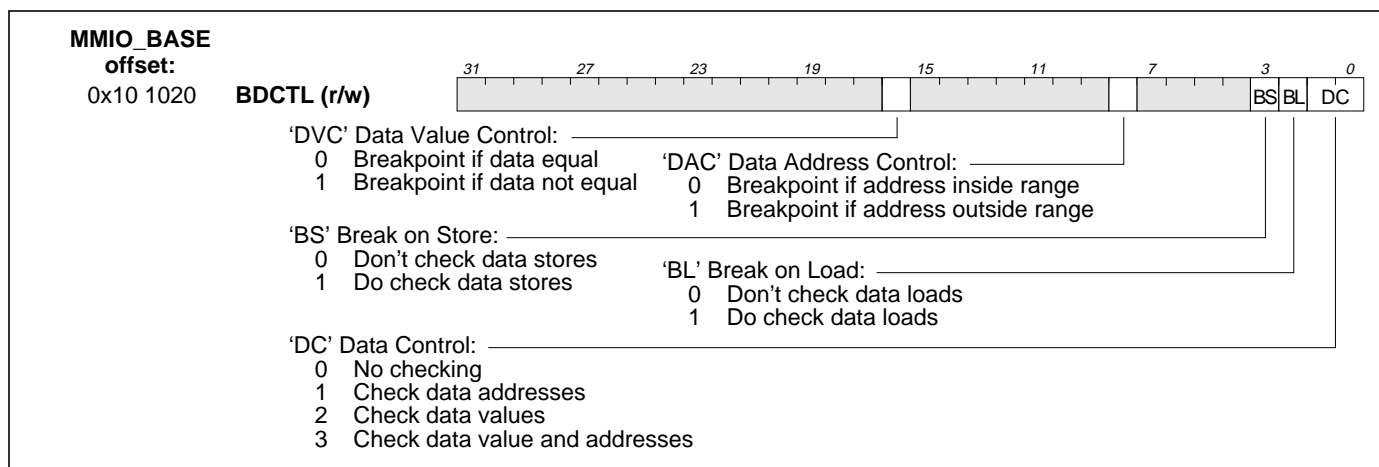 MMIO_BASE
offset:
31 27 23 19 15 11 7 3 0
0x10 1020 BDCTL (r/w) BS BL DC
‘DVC’ Data Value Control:
0 Breakpoint if data equal
1 Breakpoint if data not equal
‘DAC’ Data Address Control:
0 Breakpoint if address inside range
1 Breakpoint if address outside range
‘BS’ Break on Store:
0 Don’t check data stores
1 Do check data stores
‘BL’ Break on Load:
0 Don’t check data loads
1 Do check data loads
‘DC’ Data Control:
0 No checking
1 Check data addresses
2 Check data values
3 Check data value and addresses